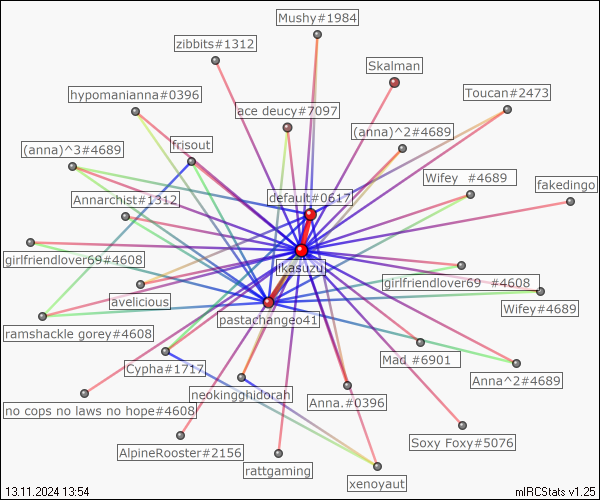 Mushy#1984
zibbits#1312
Skalman
hypomanianna#0396
Toucan#2473
ace deucy#7097
(anna)^2#4689
(anna)^3#4689
frisout
Wifey  #4689
fakedingo
Annarchist#1312
default#0617
girlfriendlover69#4608
ikasuzu
girlfriendlover69  #4608
avelicious
Wifey#4689
pastachangeo41
ramshackle gorey#4608
Mad #6901
Cypha#1717
Anna^2#4689
neokingghidorah
Anna.#0396
no cops no laws no hope#4608
Soxy Foxy#5076
AlpineRooster#2156
rattgaming
xenoyaut
13.11.2024 13:54
mIRCStats v1.25